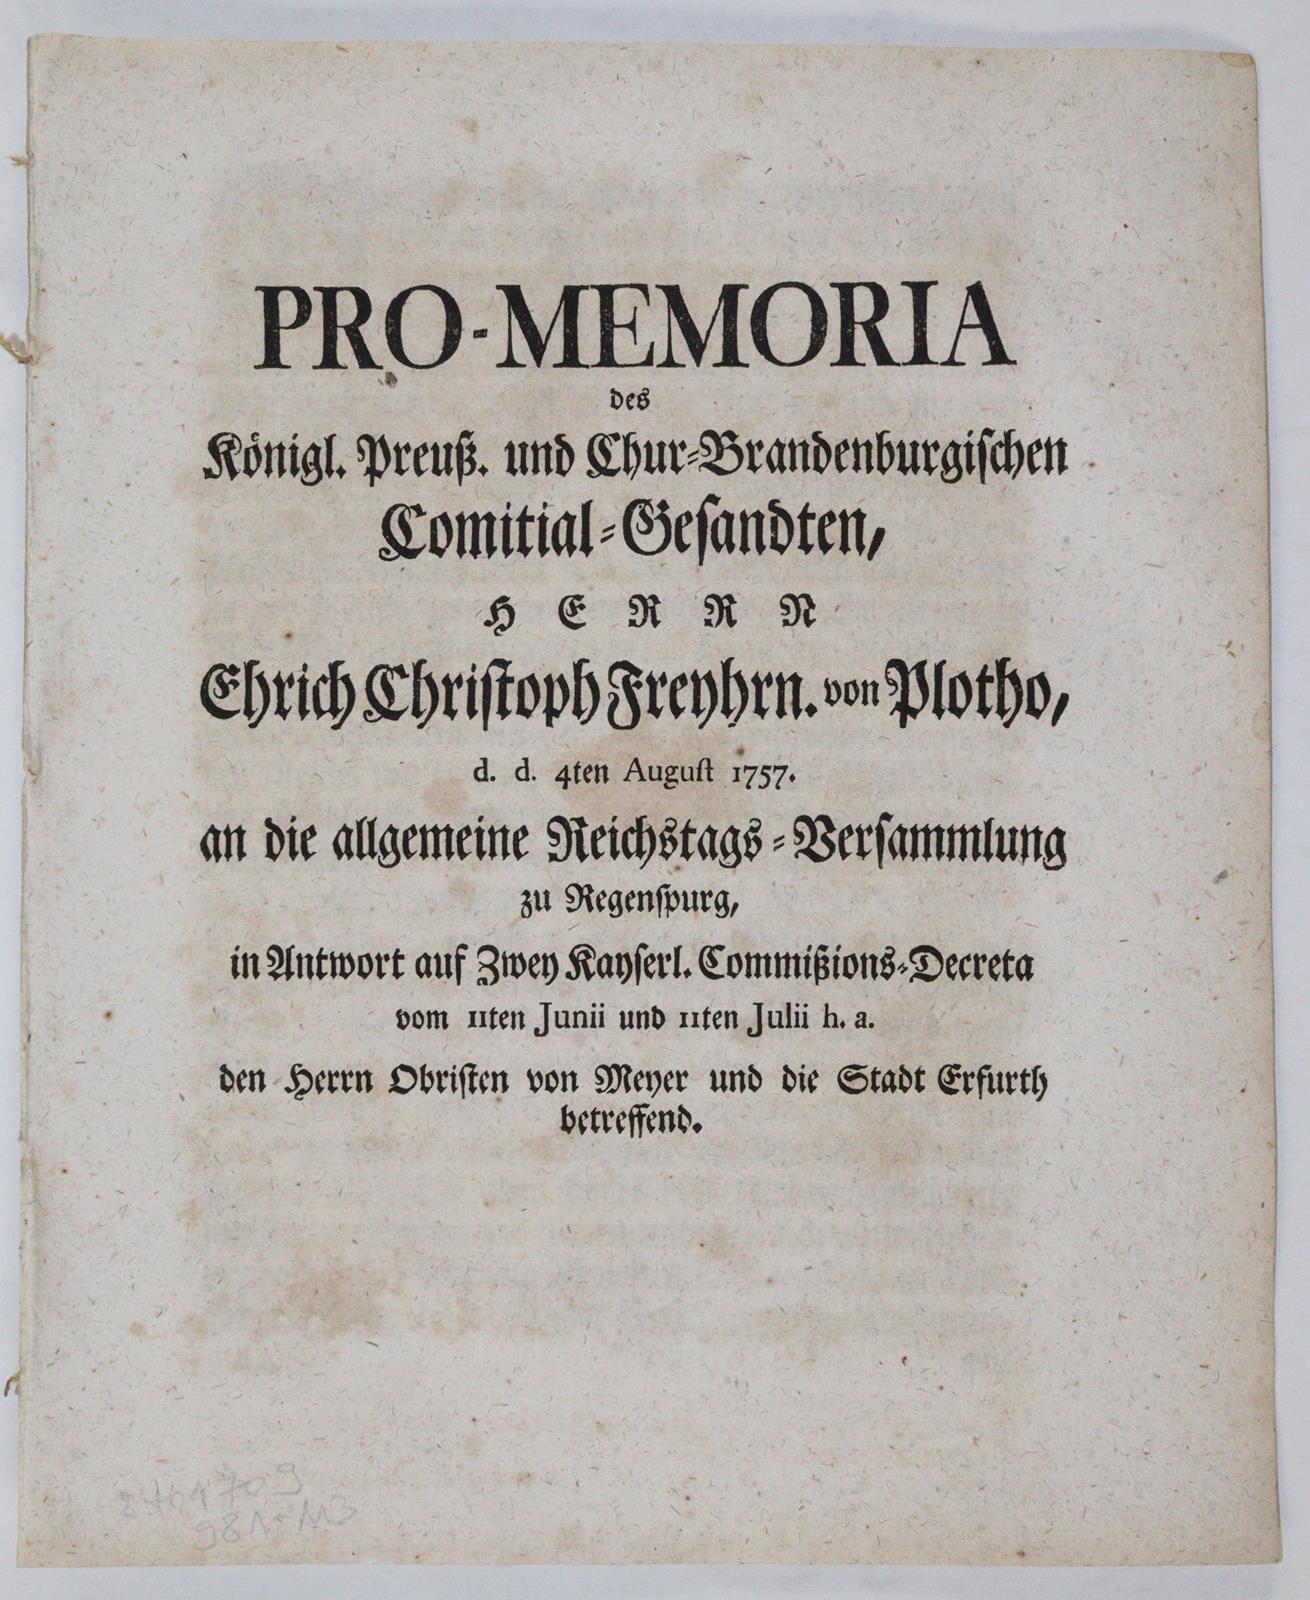 PRO-MEMORIA
des
Königl. Preuß. und Chur-Brandenburgiſchen
Comitial-Geſandten,
HERRN
Ehrich Chriſtoph Freyhrn. von Plotho,
d. d. 4ten Auguſt 1757.
an die allgemeine Reichstags-Verſammlung
zu Regenſpurg,
in Antwort auf Zwey Kayſerl. Commißions-Decreta
vom 11ten Junii und 11ten Julii h. a.
den Herrn Obriſten von Meyer und die Stadt Erfurth
betreffend.